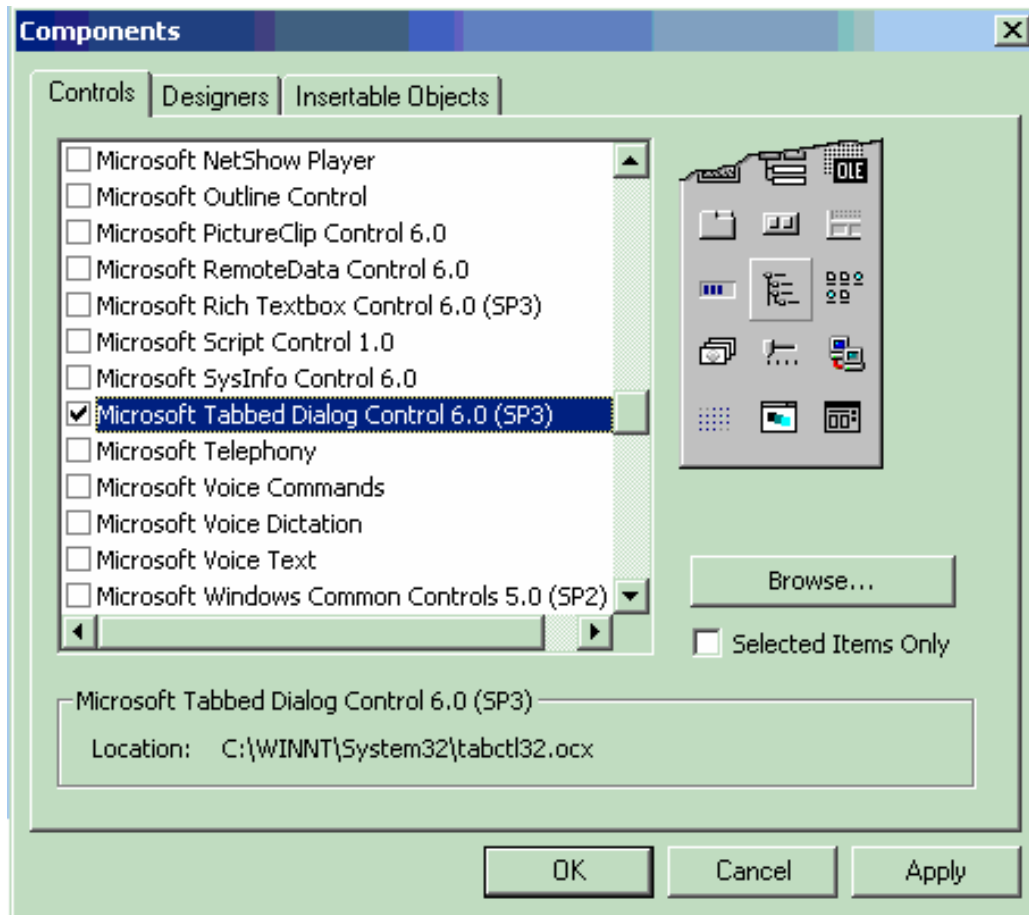 Components
Controls
Designers
Insertable Objects
Microsoft NetShow Player
Microsoft Outline Control
Microsoft PictureClip Control 6.0
Microsoft RemoteData Control 6.0
Microsoft Rich Textbox Control 6.0 (SP3)
Microsoft Script Control 1.0
Microsoft SysInfo Control 6.0
Microsoft Tabbed Dialog Control 6.0 (SP3)
Microsoft Telephony
Microsoft Voice Commands
Microsoft Voice Dictation
Microsoft Voice Text
Microsoft Windows Common Controls 5.0 (SP2)
OLE
Browse...
Selected Items Only
Microsoft Tabbed Dialog Control 6.0 (SP3)
Location: C:\WINNT\System32\tabctl32.ocx
OK
Cancel
Apply